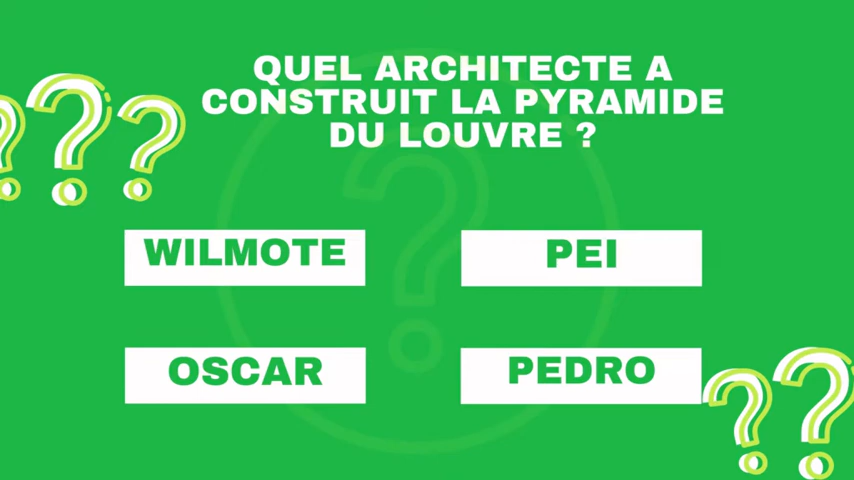 QUEL ARCHITECTE A
CONSTRUIT LA PYRAMIDE
DU LOUVRE ?
WILMOTE
PEI
OSCAR
PEDRO